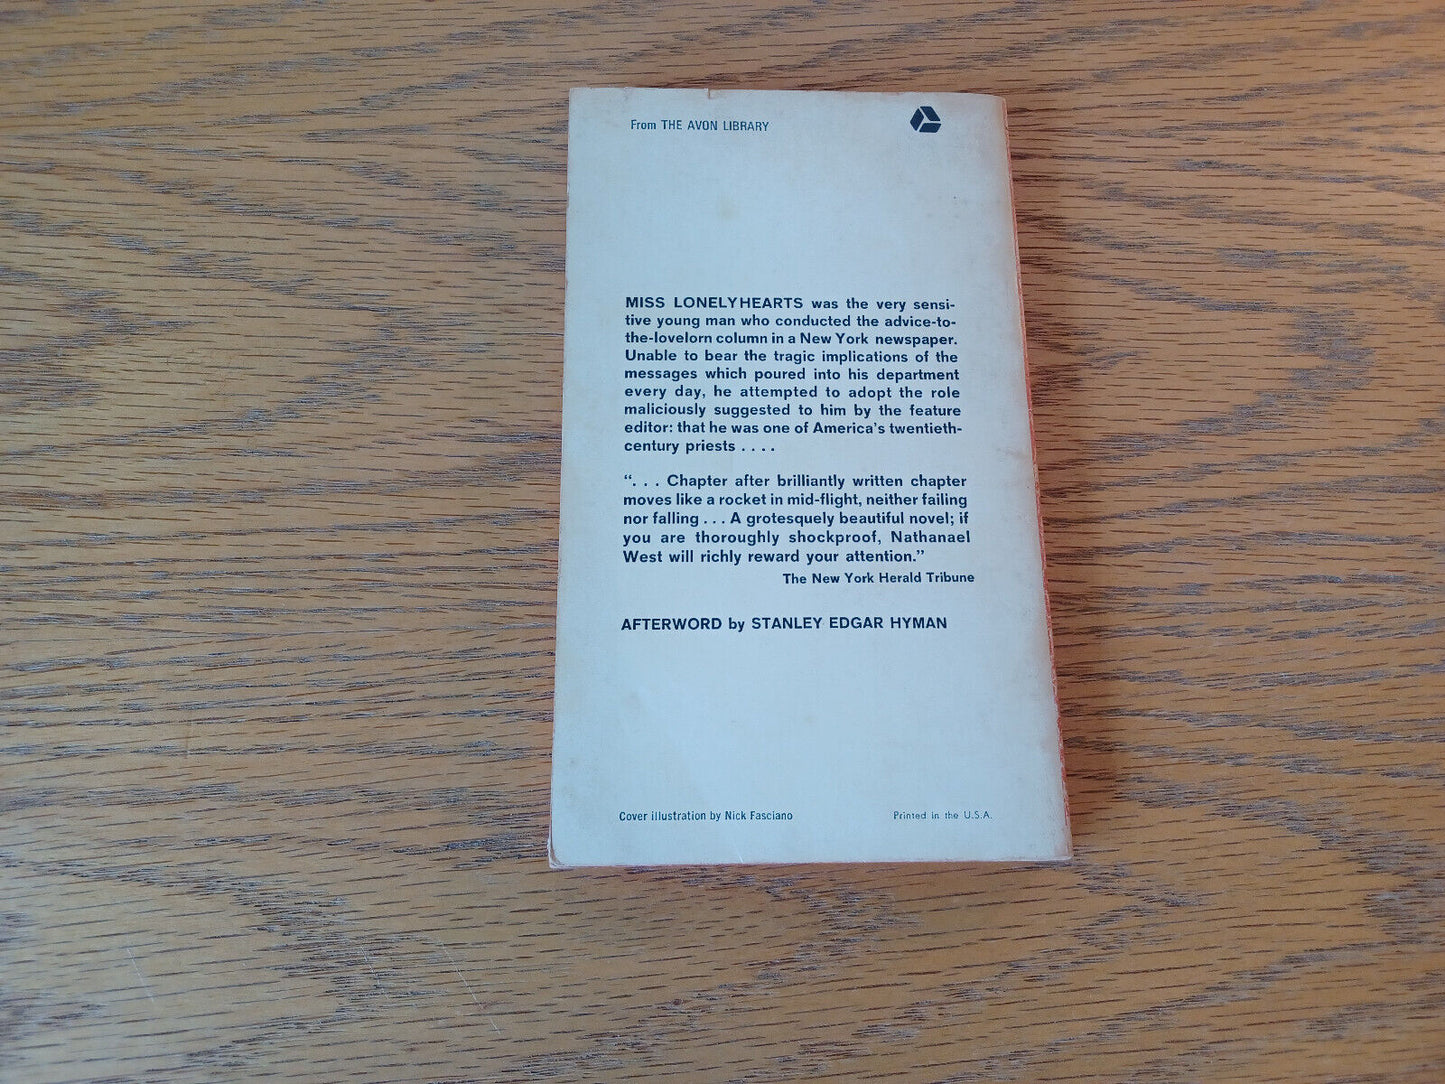 From THE AVON LIBRARY
MISS LONELYHEARTS was the very sensi-
tive young man who conducted the advice-to-
the-lovelorn column in a New York newspaper.
Unable to bear the tragic implications of the
messages which poured into his department
every day, he attempted to adopt the role
maliciously suggested to him by the feature
editor: that he was one of America's twentieth-
century priests . . . .
“. . . Chapter after brilliantly written chapter
moves like a rocket in mid-flight, neither failing
nor falling . . . A grotesquely beautiful novel; if
you are thoroughly shockproof, Nathanael
West will richly reward your attention.”
The New York Herald Tribune
AFTERWORD by STANLEY EDGAR HYMAN
Cover illustration by Nick Fasciano
Printed in the U.S.A.